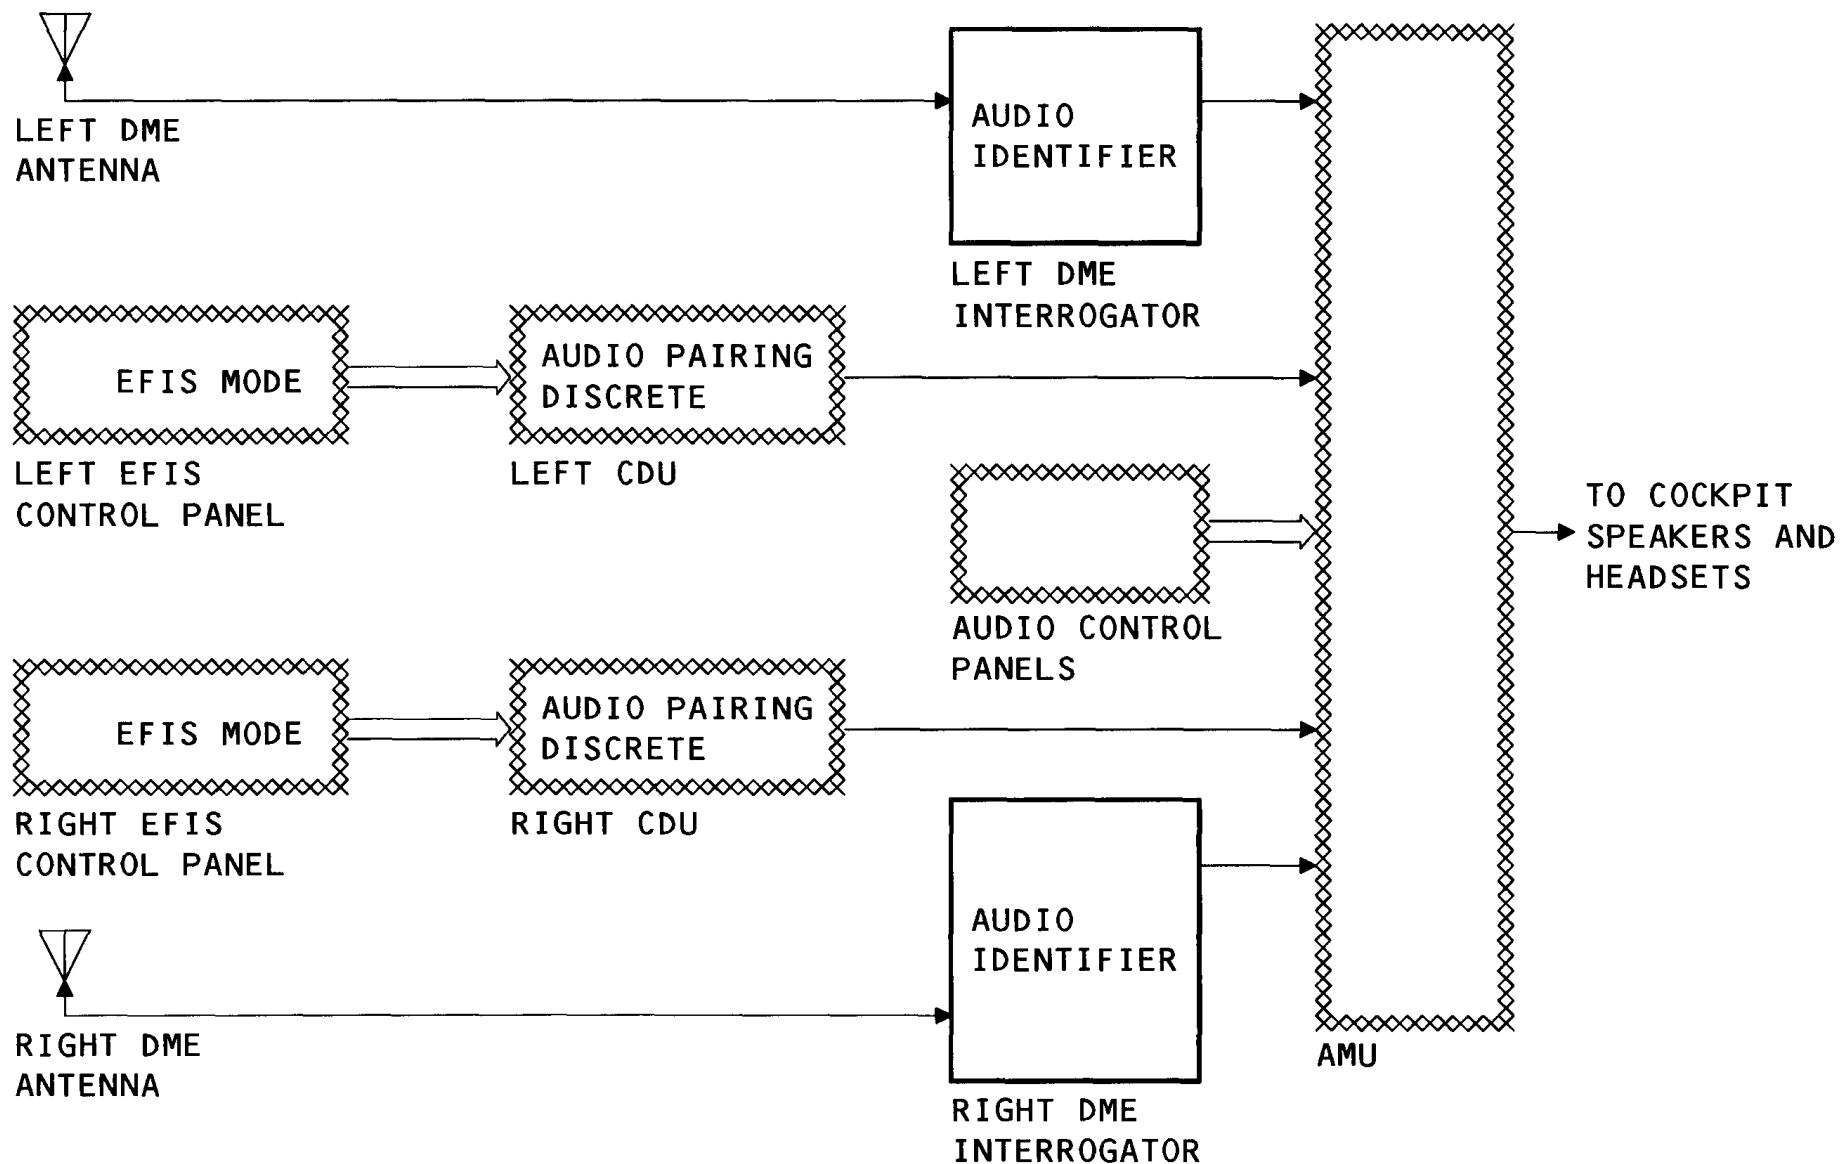 LEFT DME
ANTENNA
AUDIO
IDENTIFIER
LEFT DME
INTERROGATOR
EFIS MODE
LEFT EFIS
CONTROL PANEL
AUDIO PAIRING
DISCRETE
LEFT CDU
AUDIO CONTROL
PANELS
TO COCKPIT
SPEAKERS AND
HEADSETS
EFIS MODE
RIGHT EFIS
CONTROL PANEL
AUDIO PAIRING
DISCRETE
RIGHT CDU
RIGHT DME
ANTENNA
AUDIO
IDENTIFIER
RIGHT DME
INTERROGATOR
AMU